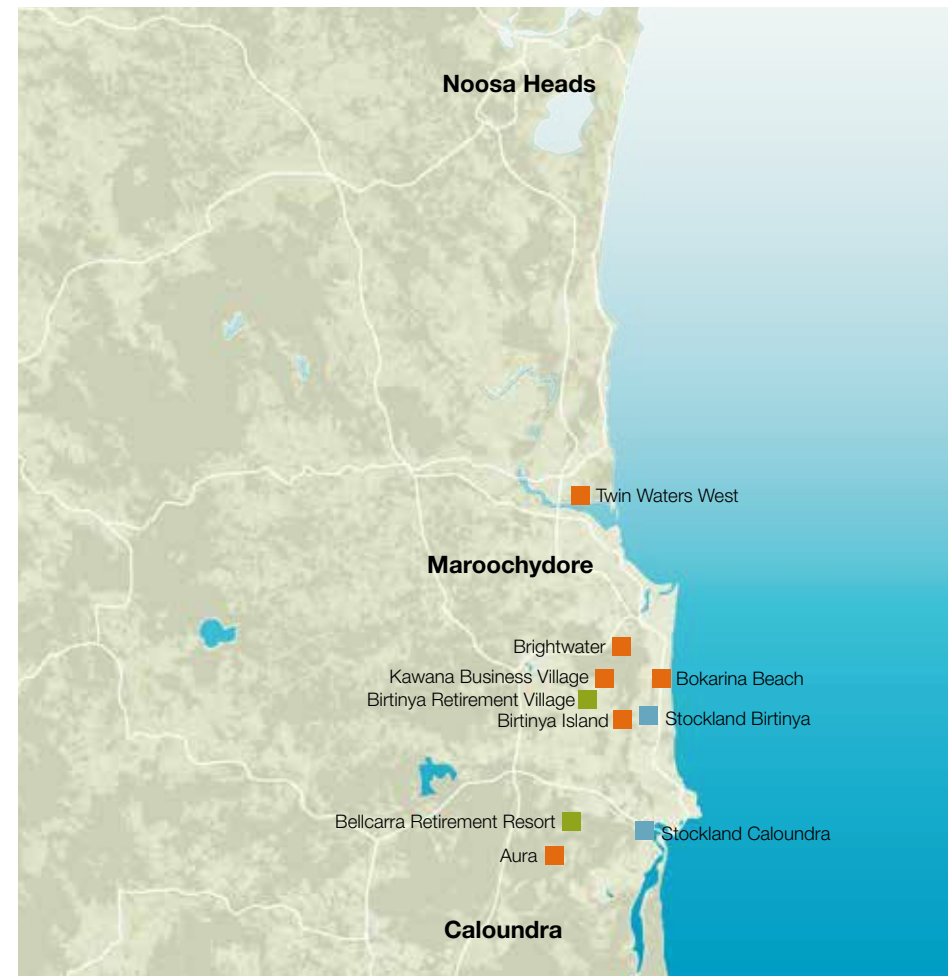 Noosa Heads
Twin Waters West
Maroochydore
Brightwater
Kawana Business Village
Bokarina Beach
Birtinya Retirement Village
Birtinya Island
Stockland Birtinya
Bellcarra Retirement Resort
Stockland Caloundra
Aura
Caloundra